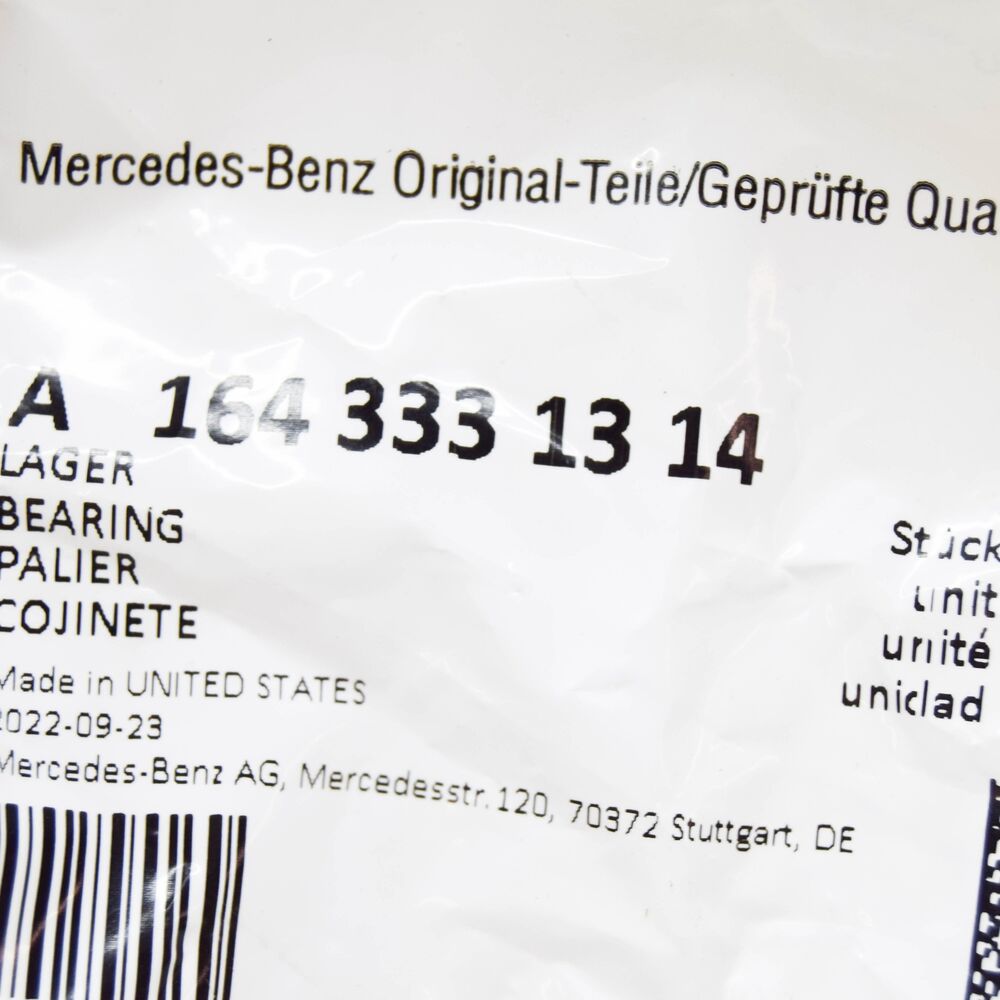 Mercedes-Benz Original-Teile/Geprüfte Qua
A 164 333 13 14
LAGER
BEARING
PALIER
COJINETE
Stück
unit
unité
unidad
Made in UNITED STATES
2022-09-23
Mercedes-Benz AG, Mercedesstr. 120, 70372 Stuttgart, DE